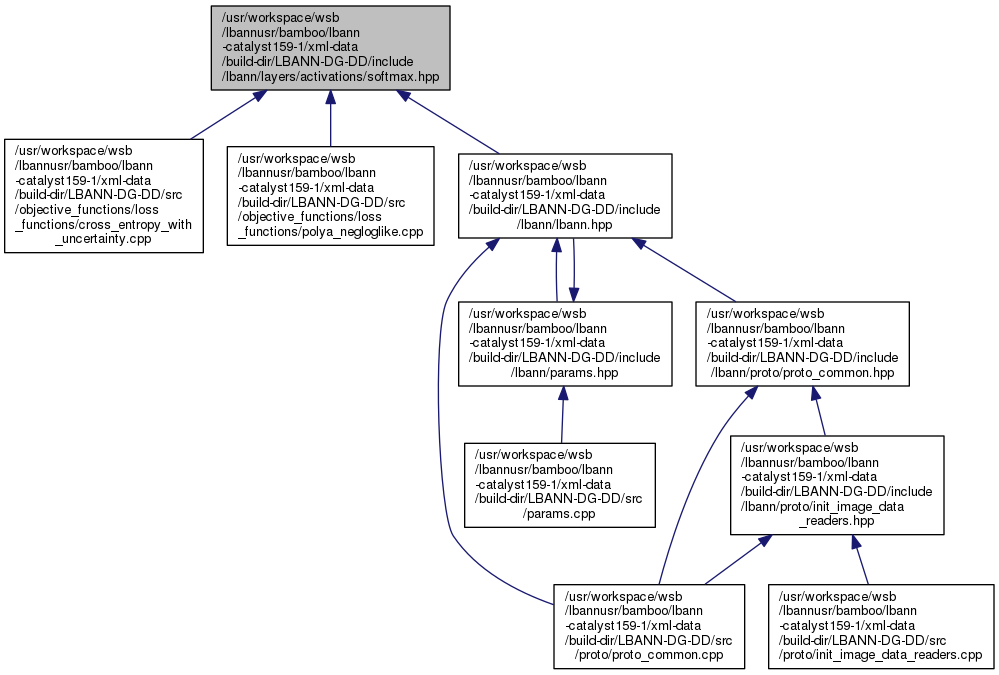 /usr/workspace/wsb
/lbannusr/bamboo/lbann
-catalyst159-1/xml-data
/build-dir/LBANN-DG-DD/include
/lbann/layers/activations/softmax.hpp
/usr/workspace/wsb
/lbannusr/bamboo/lbann
-catalyst159-1/xml-data
/build-dir/LBANN-DG-DD/src
/objective_functions/loss
_functions/cross_entropy_with
_uncertainty.cpp
/usr/workspace/wsb
/lbannusr/bamboo/lbann
-catalyst159-1/xml-data
/build-dir/LBANN-DG-DD/src
/objective_functions/loss
_functions/polya_negloglike.cpp
/usr/workspace/wsb
/lbannusr/bamboo/lbann
-catalyst159-1/xml-data
/build-dir/LBANN-DG-DD/include
/lbann/lbann.hpp
/usr/workspace/wsb
/lbannusr/bamboo/lbann
-catalyst159-1/xml-data
/build-dir/LBANN-DG-DD/include
/lbann/params.hpp
/usr/workspace/wsb
/lbannusr/bamboo/lbann
-catalyst159-1/xml-data
/build-dir/LBANN-DG-DD/include
/lbann/proto/proto_common.hpp
/usr/workspace/wsb
/lbannusr/bamboo/lbann
-catalyst159-1/xml-data
/build-dir/LBANN-DG-DD/src
/params.cpp
/usr/workspace/wsb
/lbannusr/bamboo/lbann
-catalyst159-1/xml-data
/build-dir/LBANN-DG-DD/include
/lbann/proto/init_image_data
_readers.hpp
/usr/workspace/wsb
/lbannusr/bamboo/lbann
-catalyst159-1/xml-data
/build-dir/LBANN-DG-DD/src
/proto/proto_common.cpp
/usr/workspace/wsb
/lbannusr/bamboo/lbann
-catalyst159-1/xml-data
/build-dir/LBANN-DG-DD/src
/proto/init_image_data_readers.cpp